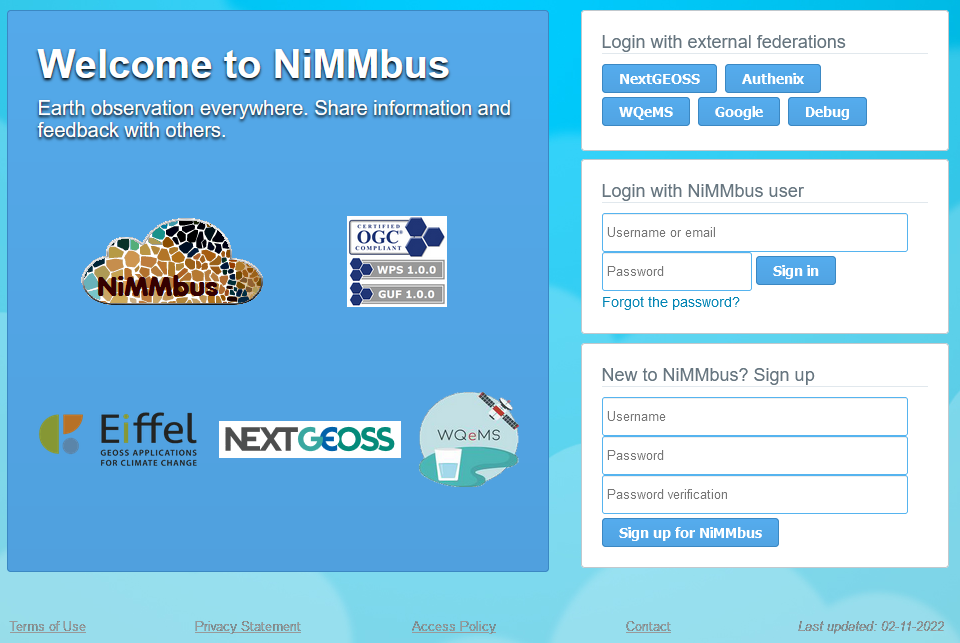 Welcome to NiMMbus
Earth observation everywhere. Share information and
feedback with others.
NiMMbus
CERTIFIED
OGC®
COMPLIANT
WPS 1.0.0
GUF 1.0.0
Eiffel
GEOSS APPLICATIONS
FOR CLIMATE CHANGE
NEXTGEOSS
WQeMS
Login with external federations
NextGEOSS
Authenix
WQeMS
Google
Debug
Login with NiMMbus user
Username or email
Password
Sign in
Forgot the password?
New to NiMMbus? Sign up
Username
Password
Password verification
Sign up for NiMMbus
Terms of Use
Privacy Statement
Access Policy
Contact
Last updated: 02-11-2022